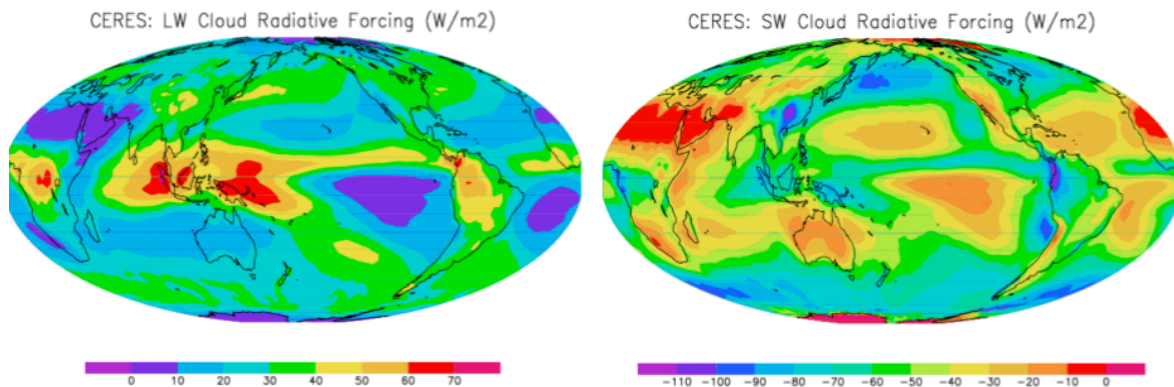 CERES: LW Cloud Radiative Forcing (W/m2)
CERES: SW Cloud Radiative Forcing (W/m2)
0 10 20 30 40 50 60 70
-110 -100 -90 -80 -70 -60 -50 -40 -30 -20 -10 0